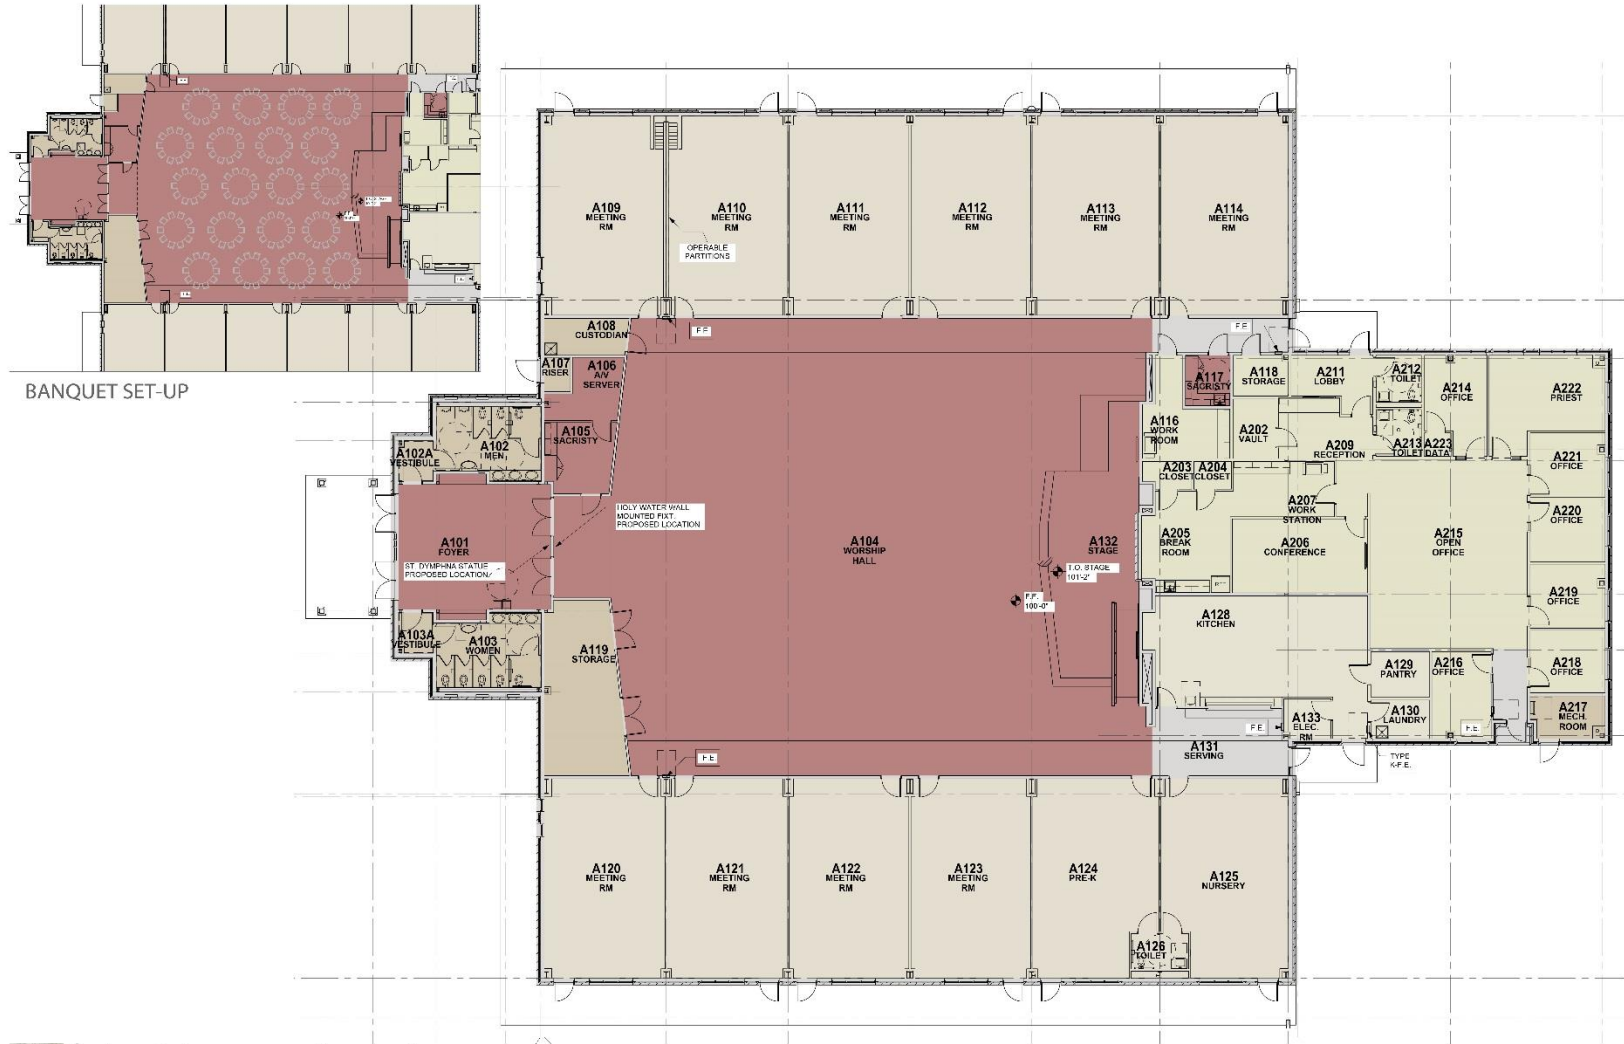 BANQUET SET-UP
A109
MEETING
RM
A110
MEETING
RM
A111
MEETING
RM
A112
MEETING
RM
A113
MEETING
RM
A114
MEETING
RM
OPERABLE
PARTITIONS
A108
CUSTODIAN
F.E.
F.E.
A107
RISER
A106
A/V
SERVER
A117
SACRISTY
A118
STORAGE
A211
LOBBY
A212
TOILET
A214
OFFICE
A222
PRIEST
A105
SACRISTY
A102
MEN
A102A
VESTIBULE
A116
WORK
ROOM
A202
VAULT
A209
RECEPTION
A213
TOILET
A223
DATA
A221
OFFICE
A203
CLOSET
A204
CLOSET
HOLY WATER WALL
MOUNTED FIXT.
PROPOSED LOCATION
A207
WORK
STATION
A220
OFFICE
A101
FOYER
A104
WORSHIP
HALL
A132
STAGE
A205
BREAK
ROOM
A206
CONFERENCE
A215
OPEN
OFFICE
ST. DYMPHNA STATUE
PROPOSED LOCATION
T.O. STAGE
101'-2"
F.F.
100'-0"
REF.
A219
OFFICE
A128
KITCHEN
A103A
VESTIBULE
A103
WOMEN
A119
STORAGE
A129
PANTRY
A216
OFFICE
A218
OFFICE
A133
ELEC.
RM
A130
LAUNDRY
A217
MECH.
ROOM
F.E.
F.E.
A131
SERVING
F.E.
TYPE
K-F.E.
A120
MEETING
RM
A121
MEETING
RM
A122
MEETING
RM
A123
MEETING
RM
A124
PRE-K
A125
NURSERY
A126
TOILET